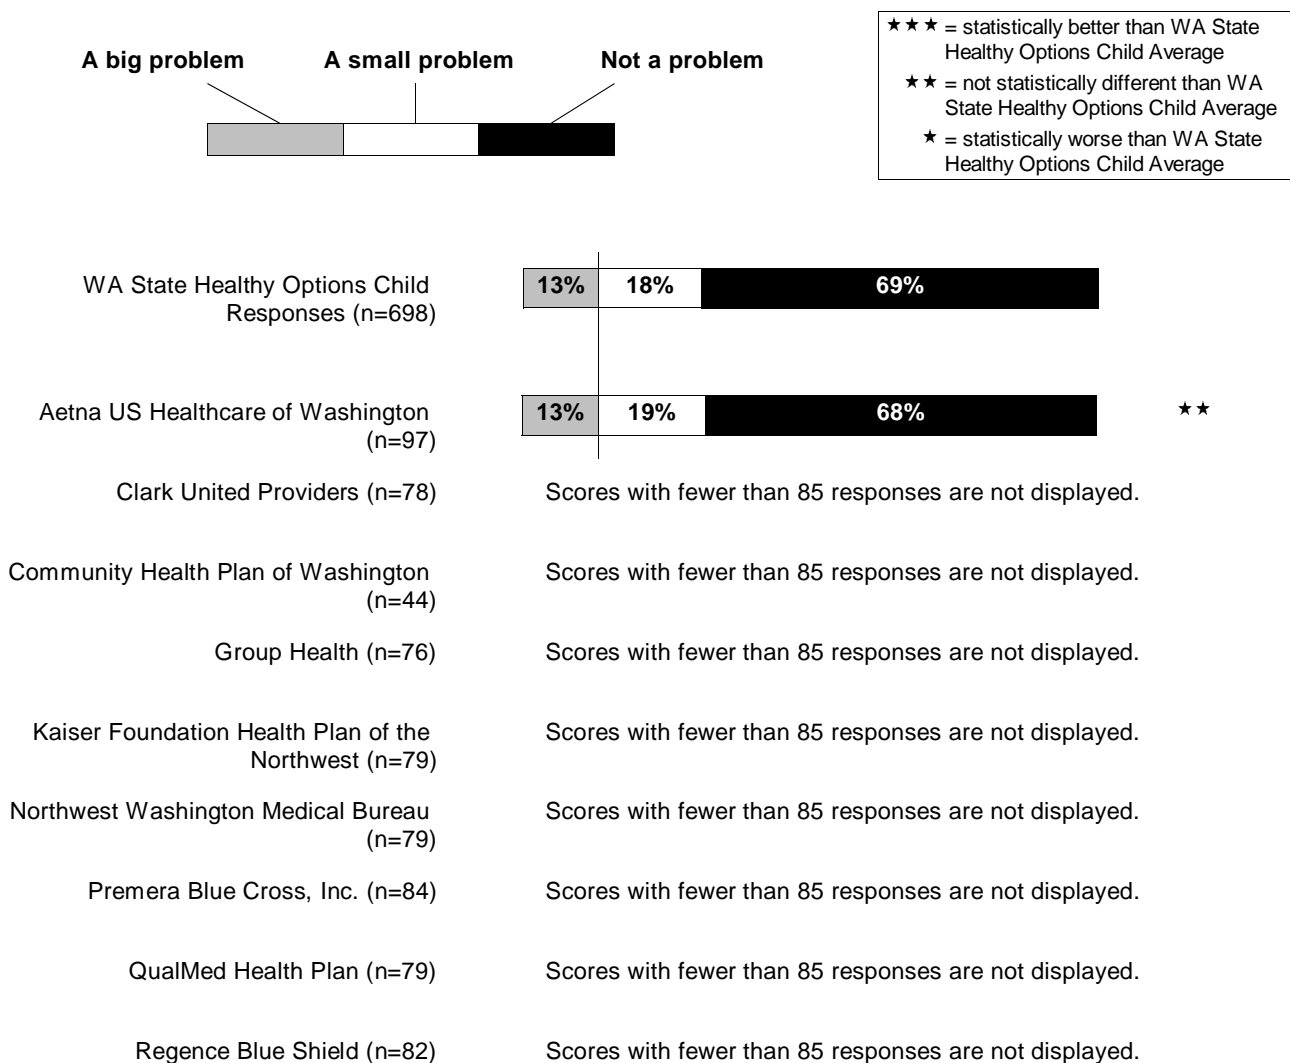 A big problem A small problem Not a problem
★★★ = statistically better than WA State
Healthy Options Child Average
★★ = not statistically different than WA
State Healthy Options Child Average
★ = statistically worse than WA State
Healthy Options Child Average
WA State Healthy Options Child
Responses (n=698)
13% 18% 69%
Aetna US Healthcare of Washington
(n=97)
13% 19% 68% ★★
Clark United Providers (n=78) Scores with fewer than 85 responses are not displayed.
Community Health Plan of Washington
(n=44)
Scores with fewer than 85 responses are not displayed.
Group Health (n=76) Scores with fewer than 85 responses are not displayed.
Kaiser Foundation Health Plan of the
Northwest (n=79)
Scores with fewer than 85 responses are not displayed.
Northwest Washington Medical Bureau
(n=79)
Scores with fewer than 85 responses are not displayed.
Premera Blue Cross, Inc. (n=84) Scores with fewer than 85 responses are not displayed.
QualMed Health Plan (n=79) Scores with fewer than 85 responses are not displayed.
Regence Blue Shield (n=82) Scores with fewer than 85 responses are not displayed.